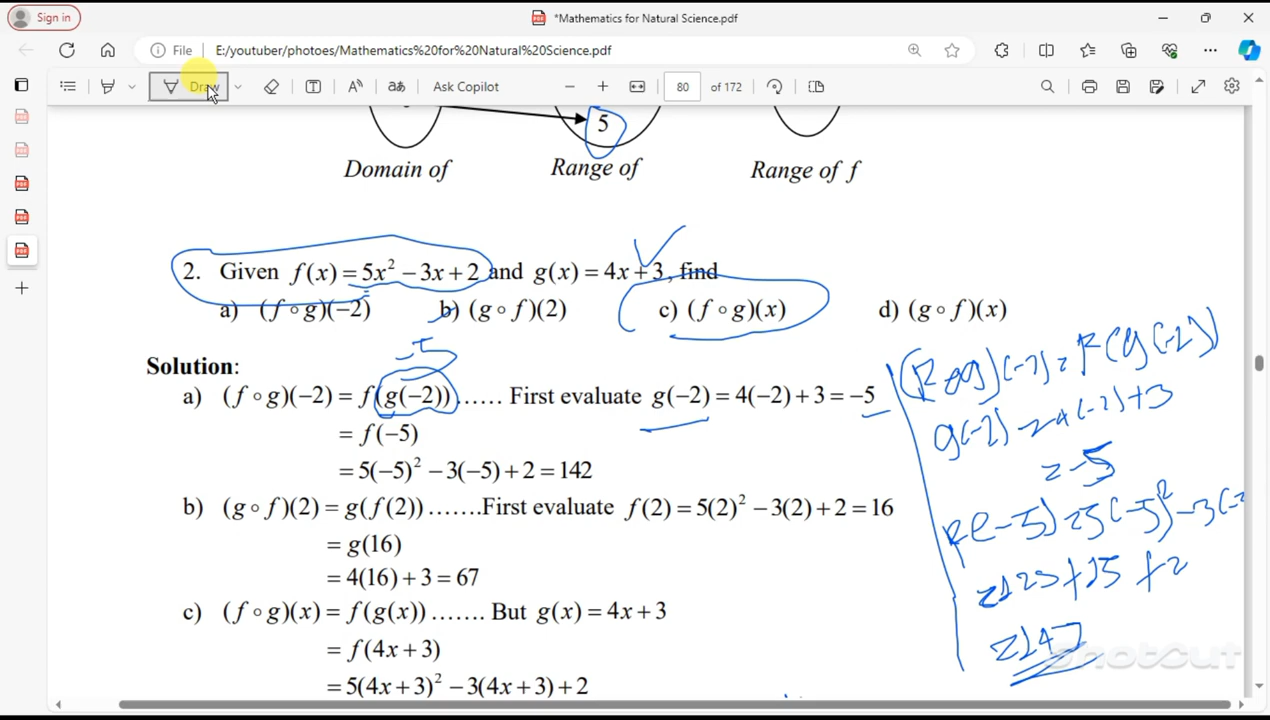 Sign in
*Mathematics for Natural Science.pdf
File
E:/youtuber/photoes/Mathematics%20for%20Natural%20Science.pdf
Draw
aあ
Ask Copilot
80 of 172
5
Domain of Range of Range of f
2. Given f(x) = 5x² − 3x + 2 and g(x) = 4x + 3, find
a) (f ∘ g)(−2) b) (g ∘ f)(2) c) (f ∘ g)(x) d) (g ∘ f)(x)
−5
Solution:
a) (f ∘ g)(−2) = f(g(−2)) …… First evaluate g(−2) = 4(−2) + 3 = −5
= f(−5)
= 5(−5)² − 3(−5) + 2 = 142
b) (g ∘ f)(2) = g(f(2)) …….First evaluate f(2) = 5(2)² − 3(2) + 2 = 16
= g(16)
= 4(16) + 3 = 67
c) (f ∘ g)(x) = f(g(x)) ……. But g(x) = 4x + 3
= f(4x + 3)
= 5(4x + 3)² − 3(4x + 3) + 2
(f∘g)(−2) = f(g(−2))
g(−2) = 4(−2) + 3
= −5
f(−5) = 5(−5)² − 3(−
= 125 + 15 + 2
= 142
shotcut